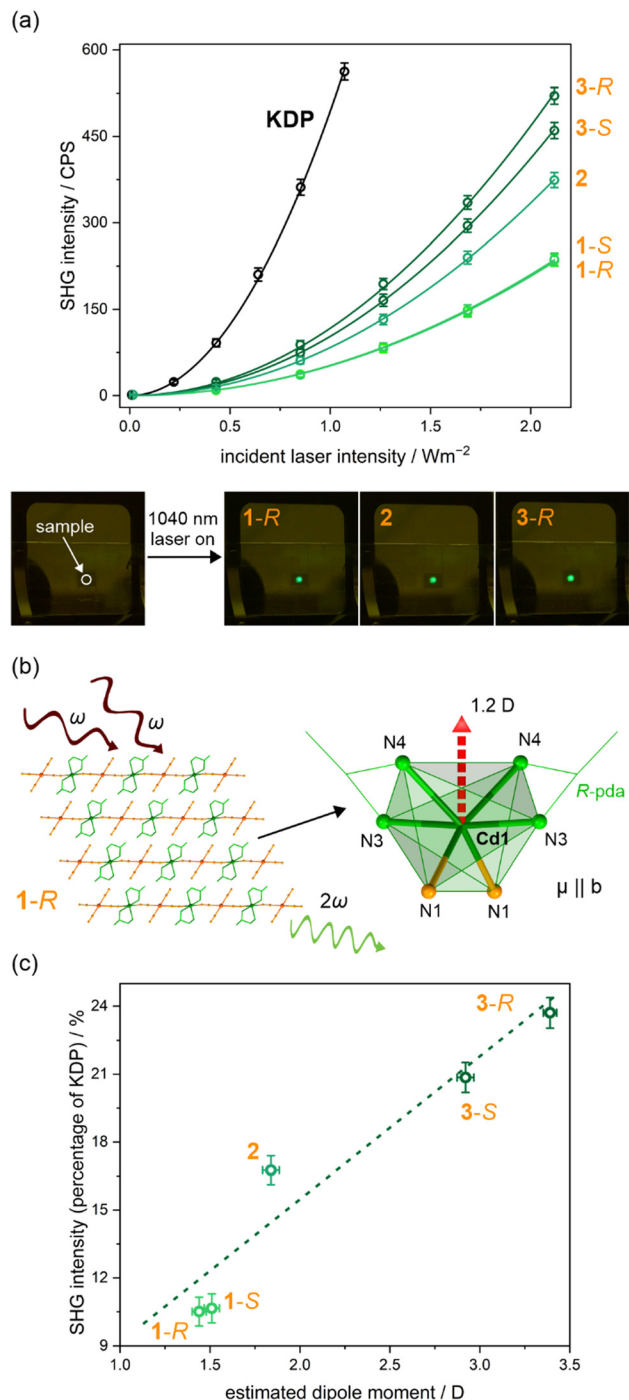 (a)
600
450
300
150
0
SHG intensity / CPS
KDP
3-R
3-S
2
1-S
1-R
0.0
0.5
1.0
1.5
2.0
incident laser intensity / Wm⁻²
sample
1040 nm
laser on
1-R
2
3-R
(b)
ω
ω
1-R
2ω
1.2 D
N4
N4
R-pda
N3
Cd1
N3
N1
N1
μ || b
(c)
24
21
18
15
12
9
SHG intensity (percentage of KDP) / %
3-R
3-S
2
1-S
1-R
1.0
1.5
2.0
2.5
3.0
3.5
estimated dipole moment / D